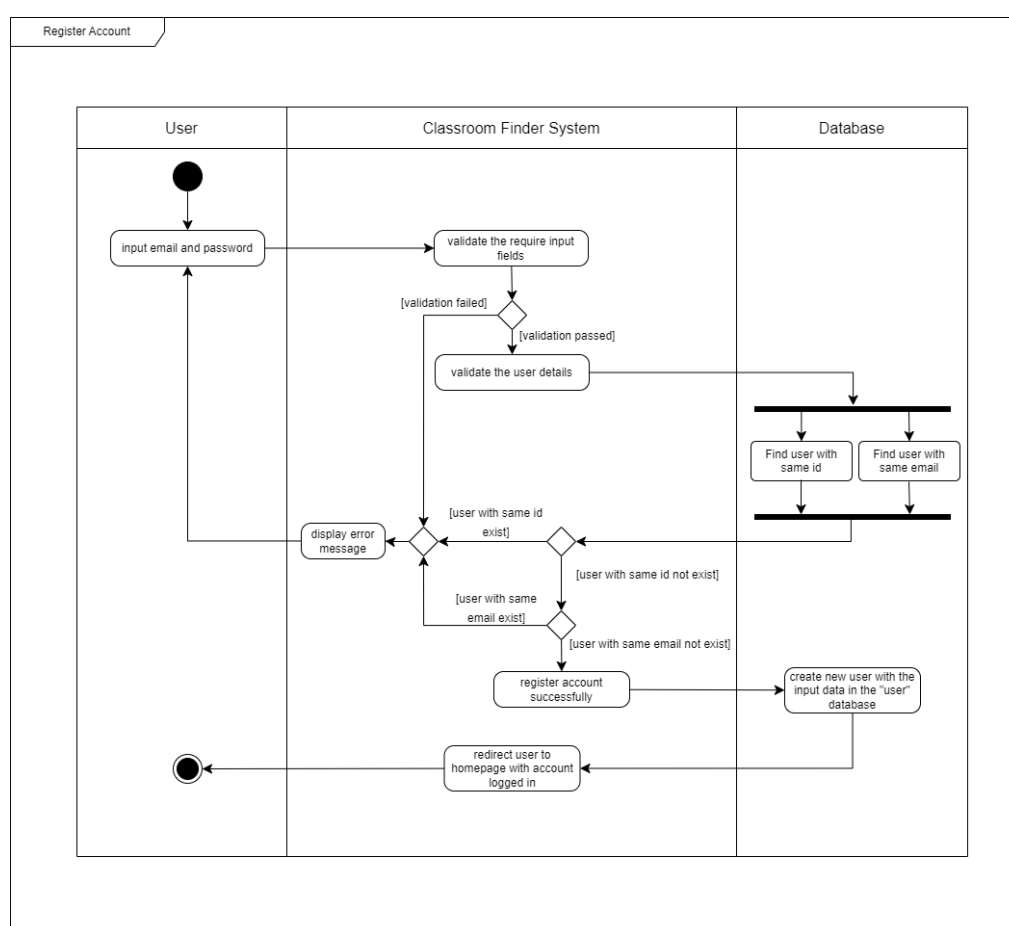 Register Account
User
Classroom Finder System
Database
input email and password
validate the require input
fields
[validation failed]
[validation passed]
validate the user details
Find user with
same id
Find user with
same email
[user with same id
exist]
display error
message
[user with same id not exist]
[user with same
email exist]
[user with same email not exist]
register account
successfully
create new user with the
input data in the "user"
database
redirect user to
homepage with account
logged in